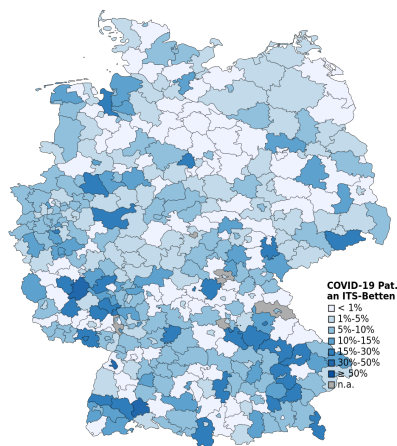 COVID-19 Pat.
an ITS-Betten
< 1%
1%-5%
5%-10%
10%-15%
15%-30%
30%-50%
≥ 50%
n.a.